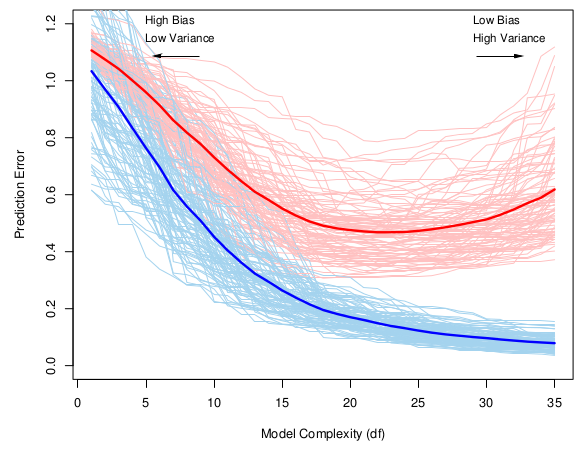 High Bias
Low Variance
Low Bias
High Variance
1.2
1.0
0.8
0.6
0.4
0.2
0.0
Prediction Error
0 5 10 15 20 25 30 35
Model Complexity (df)